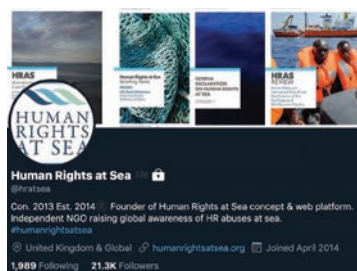 HRAS
Human Rights at Sea
GENEVA
DECLARATION
ON HUMAN RIGHTS
AT SEA
HRAS
HUMAN
RIGHTS
AT SEA
Human Rights at Sea
@hratsea
Con. 2013 Est. 2014 Founder of Human Rights at Sea concept & web platform.
Independent NGO raising global awareness of HR abuses at sea.
#humanrightsatsea
United Kingdom & Global humanrightsatsea.org Joined April 2014
1,989 Following 21.3K Followers